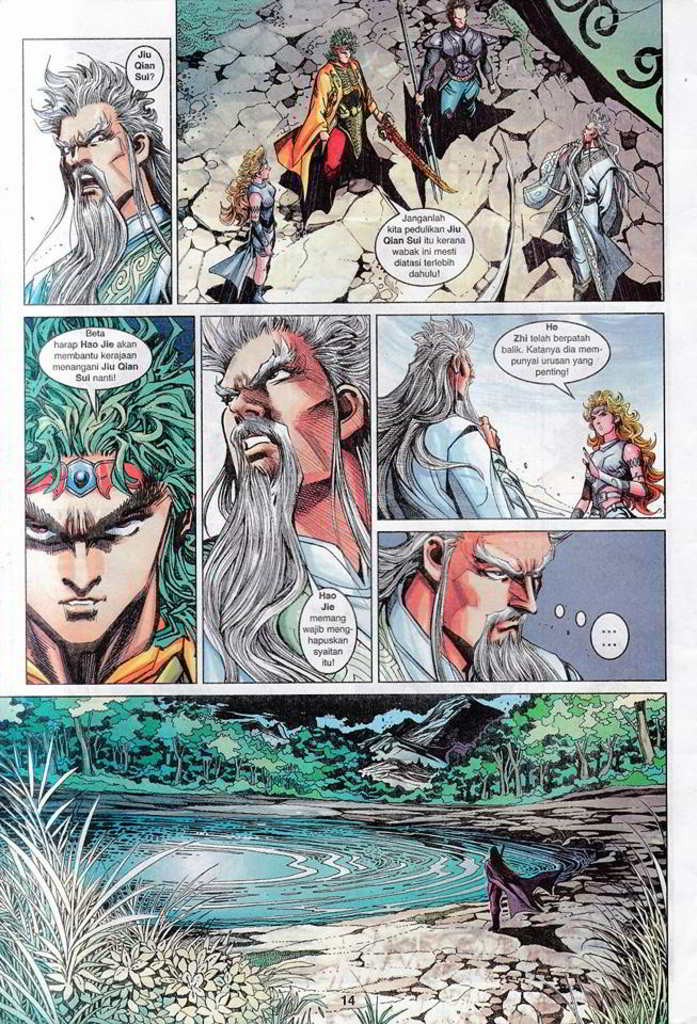 Jiu
Qian
Sui?
Janganlah
kita pedulikan Jiu
Qian Sui itu kerana
wabak ini mesti
diatasi terlebih
dahulu!
Beta
harap Hao Jie akan
membantu kerajaan
menangani Jiu Qian
Sui nanti!
Hao
Jie
memang
wajib meng-
hapuskan
syaitan
itu!
He
Zhi telah berpatah
balik. Katanya dia mem-
punyai urusan yang
penting!
...
...
14